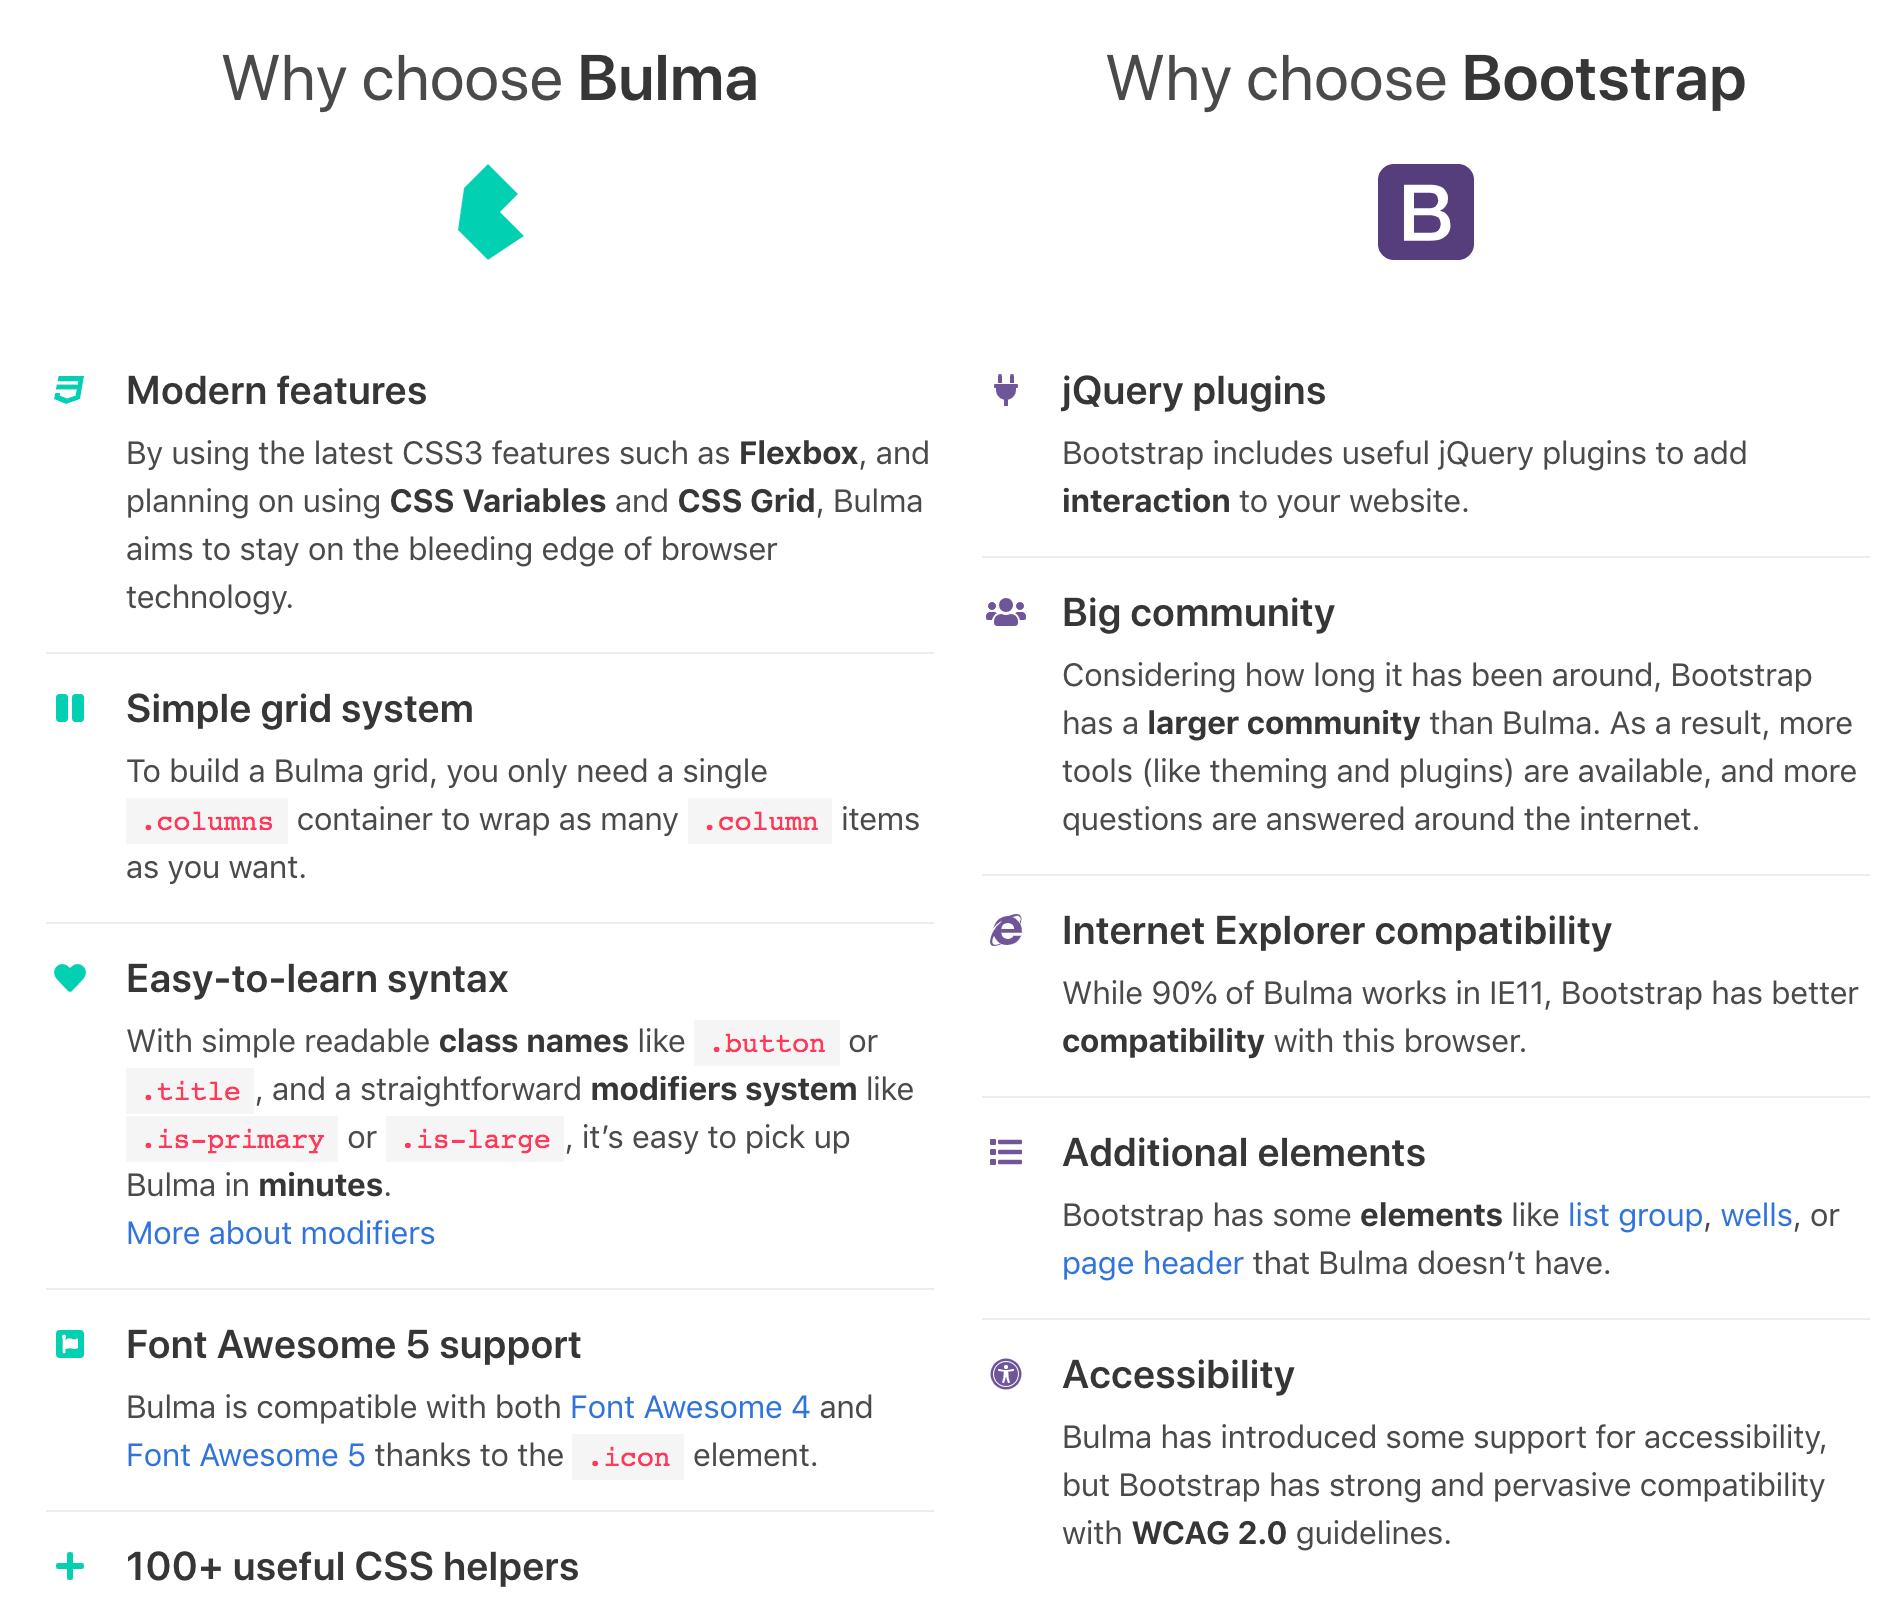 Why choose Bulma
Modern features
By using the latest CSS3 features such as Flexbox, and
planning on using CSS Variables and CSS Grid, Bulma
aims to stay on the bleeding edge of browser
technology.
Simple grid system
To build a Bulma grid, you only need a single
.columns container to wrap as many .column items
as you want.
Easy-to-learn syntax
With simple readable class names like .button or
.title, and a straightforward modifiers system like
.is-primary or .is-large, it’s easy to pick up
Bulma in minutes.
More about modifiers
Font Awesome 5 support
Bulma is compatible with both Font Awesome 4 and
Font Awesome 5 thanks to the .icon element.
100+ useful CSS helpers
Why choose Bootstrap
B
jQuery plugins
Bootstrap includes useful jQuery plugins to add
interaction to your website.
Big community
Considering how long it has been around, Bootstrap
has a larger community than Bulma. As a result, more
tools (like theming and plugins) are available, and more
questions are answered around the internet.
Internet Explorer compatibility
While 90% of Bulma works in IE11, Bootstrap has better
compatibility with this browser.
Additional elements
Bootstrap has some elements like list group, wells, or
page header that Bulma doesn’t have.
Accessibility
Bulma has introduced some support for accessibility,
but Bootstrap has strong and pervasive compatibility
with WCAG 2.0 guidelines.